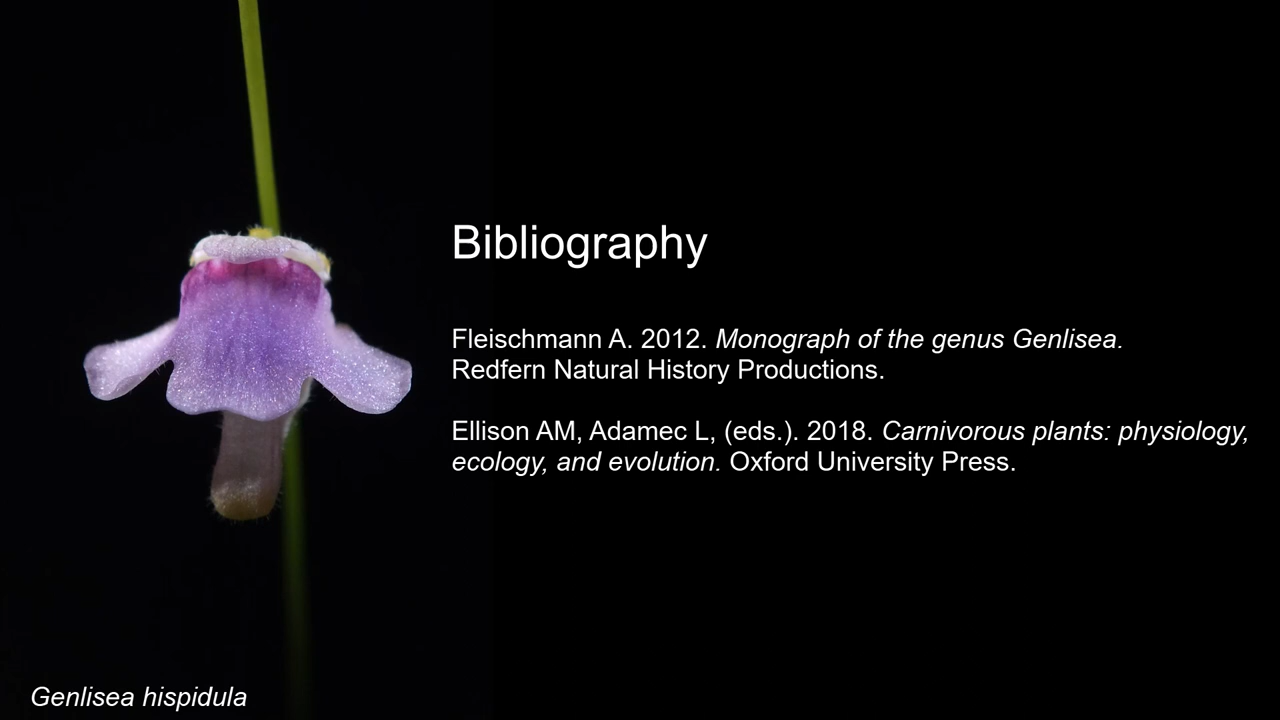 Bibliography
Fleischmann A. 2012. Monograph of the genus Genlisea.
Redfern Natural History Productions.
Ellison AM, Adamec L, (eds.). 2018. Carnivorous plants: physiology,
ecology, and evolution. Oxford University Press.
Genlisea hispidula